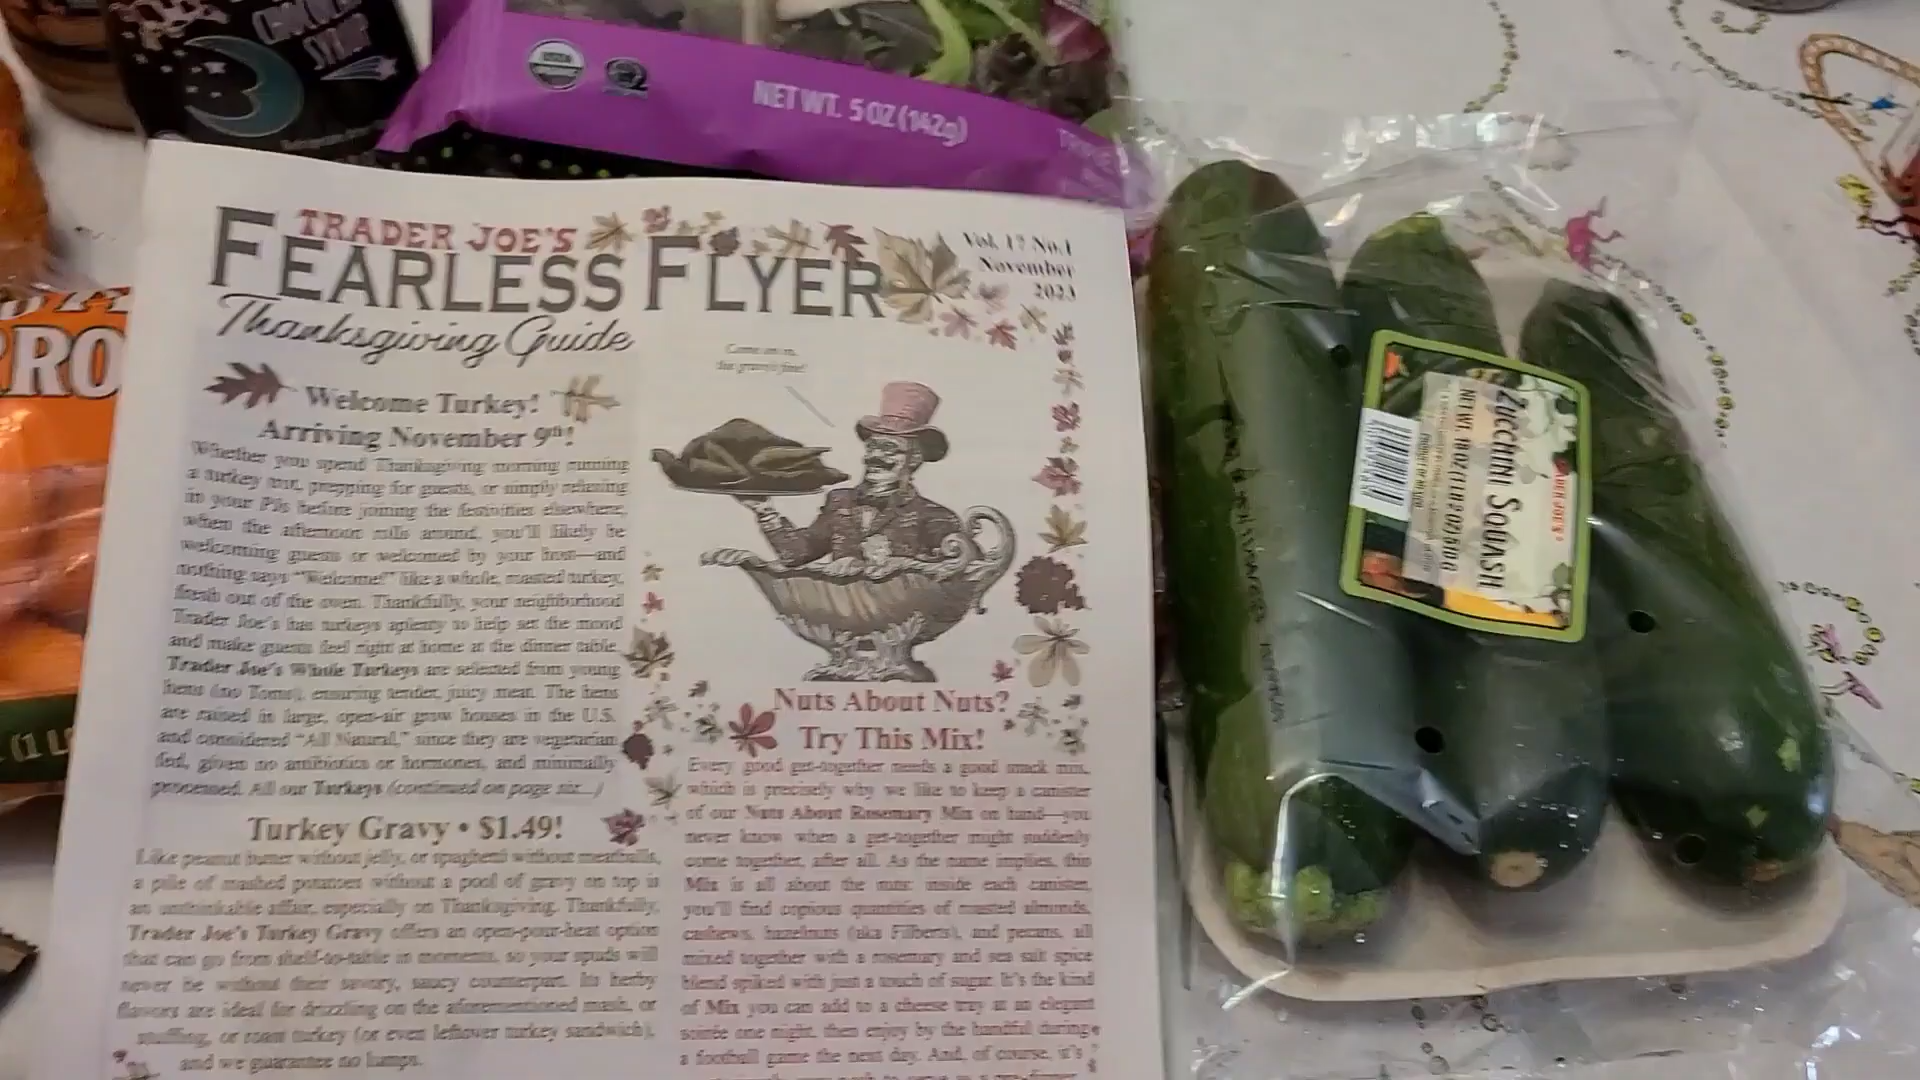 CHOCOLATE
SYRUP
USDA
ORGANIC
NET WT. 5 OZ (142g)
TRADER JOE'S
FEARLESS FLYER
Thanksgiving Guide
Vol. 17 No.1
November
2023
Come on in,
the gravy's fine!
Welcome Turkey!
Arriving November 9th!
Whether you spend Thanksgiving morning running
a turkey trot, prepping for guests, or simply relaxing
in your PJs before joining the festivities elsewhere,
when the afternoon rolls around, you'll likely be
welcoming guests or welcomed by your host—and
nothing says "Welcome!" like a whole, roasted turkey,
fresh out of the oven. Thankfully, your neighborhood
Trader Joe's has turkeys aplenty to help set the mood
and make guests feel right at home at the dinner table.
Trader Joe's Whole Turkeys are selected from young
hens (no Toms), ensuring tender, juicy meat. The hens
are raised in large, open-air grow houses in the U.S.
and considered "All Natural," since they are vegetarian
fed, given no antibiotics or hormones, and minimally
processed. All our Turkeys (continued on page six...)
Turkey Gravy • $1.49!
Like peanut butter without jelly, or spaghetti without meatballs,
a pile of mashed potatoes without a pool of gravy on top is
an unthinkable affair, especially on Thanksgiving. Thankfully,
Trader Joe's Turkey Gravy offers an open-pour-heat option
that can go from shelf-to-table in moments, so your spuds will
never be without their savory, saucy counterpart. Its herby
flavors are ideal for drizzling on the aforementioned mash, or
stuffing, or roast turkey (or even leftover turkey sandwich),
and we guarantee no lumps.
Nuts About Nuts?
Try This Mix!
Every good get-together needs a good snack mix,
which is precisely why we like to keep a canister
of our Nuts About Rosemary Mix on hand—you
never know when a get-together might suddenly
come together, after all. As the name implies, this
Mix is all about the nuts: inside each canister,
you'll find copious quantities of roasted almonds,
cashews, hazelnuts (aka Filberts), and pecans, all
mixed together with a rosemary and sea salt spice
blend spiked with just a touch of sugar. It's the kind
of Mix you can add to a cheese tray at an elegant
soirée one night, then enjoy by the handful during
a football game the next day. And, of course, it's
TRADER JOE'S
ZUCCHINI SQUASH
NET WT. 18 OZ (1 LB 2 OZ) 510g
RO
(1 L